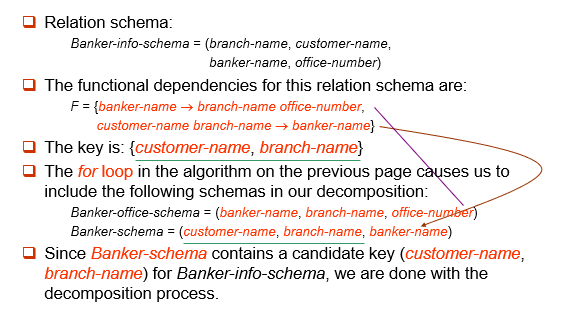 Relation schema:
Banker-info-schema = (branch-name, customer-name,
banker-name, office-number)
The functional dependencies for this relation schema are:
F = {banker-name → branch-name office-number,
customer-name branch-name → banker-name}
The key is: {customer-name, branch-name}
The for loop in the algorithm on the previous page causes us to
include the following schemas in our decomposition:
Banker-office-schema = (banker-name, branch-name, office-number)
Banker-schema = (customer-name, branch-name, banker-name)
Since Banker-schema contains a candidate key (customer-name,
branch-name) for Banker-info-schema, we are done with the
decomposition process.